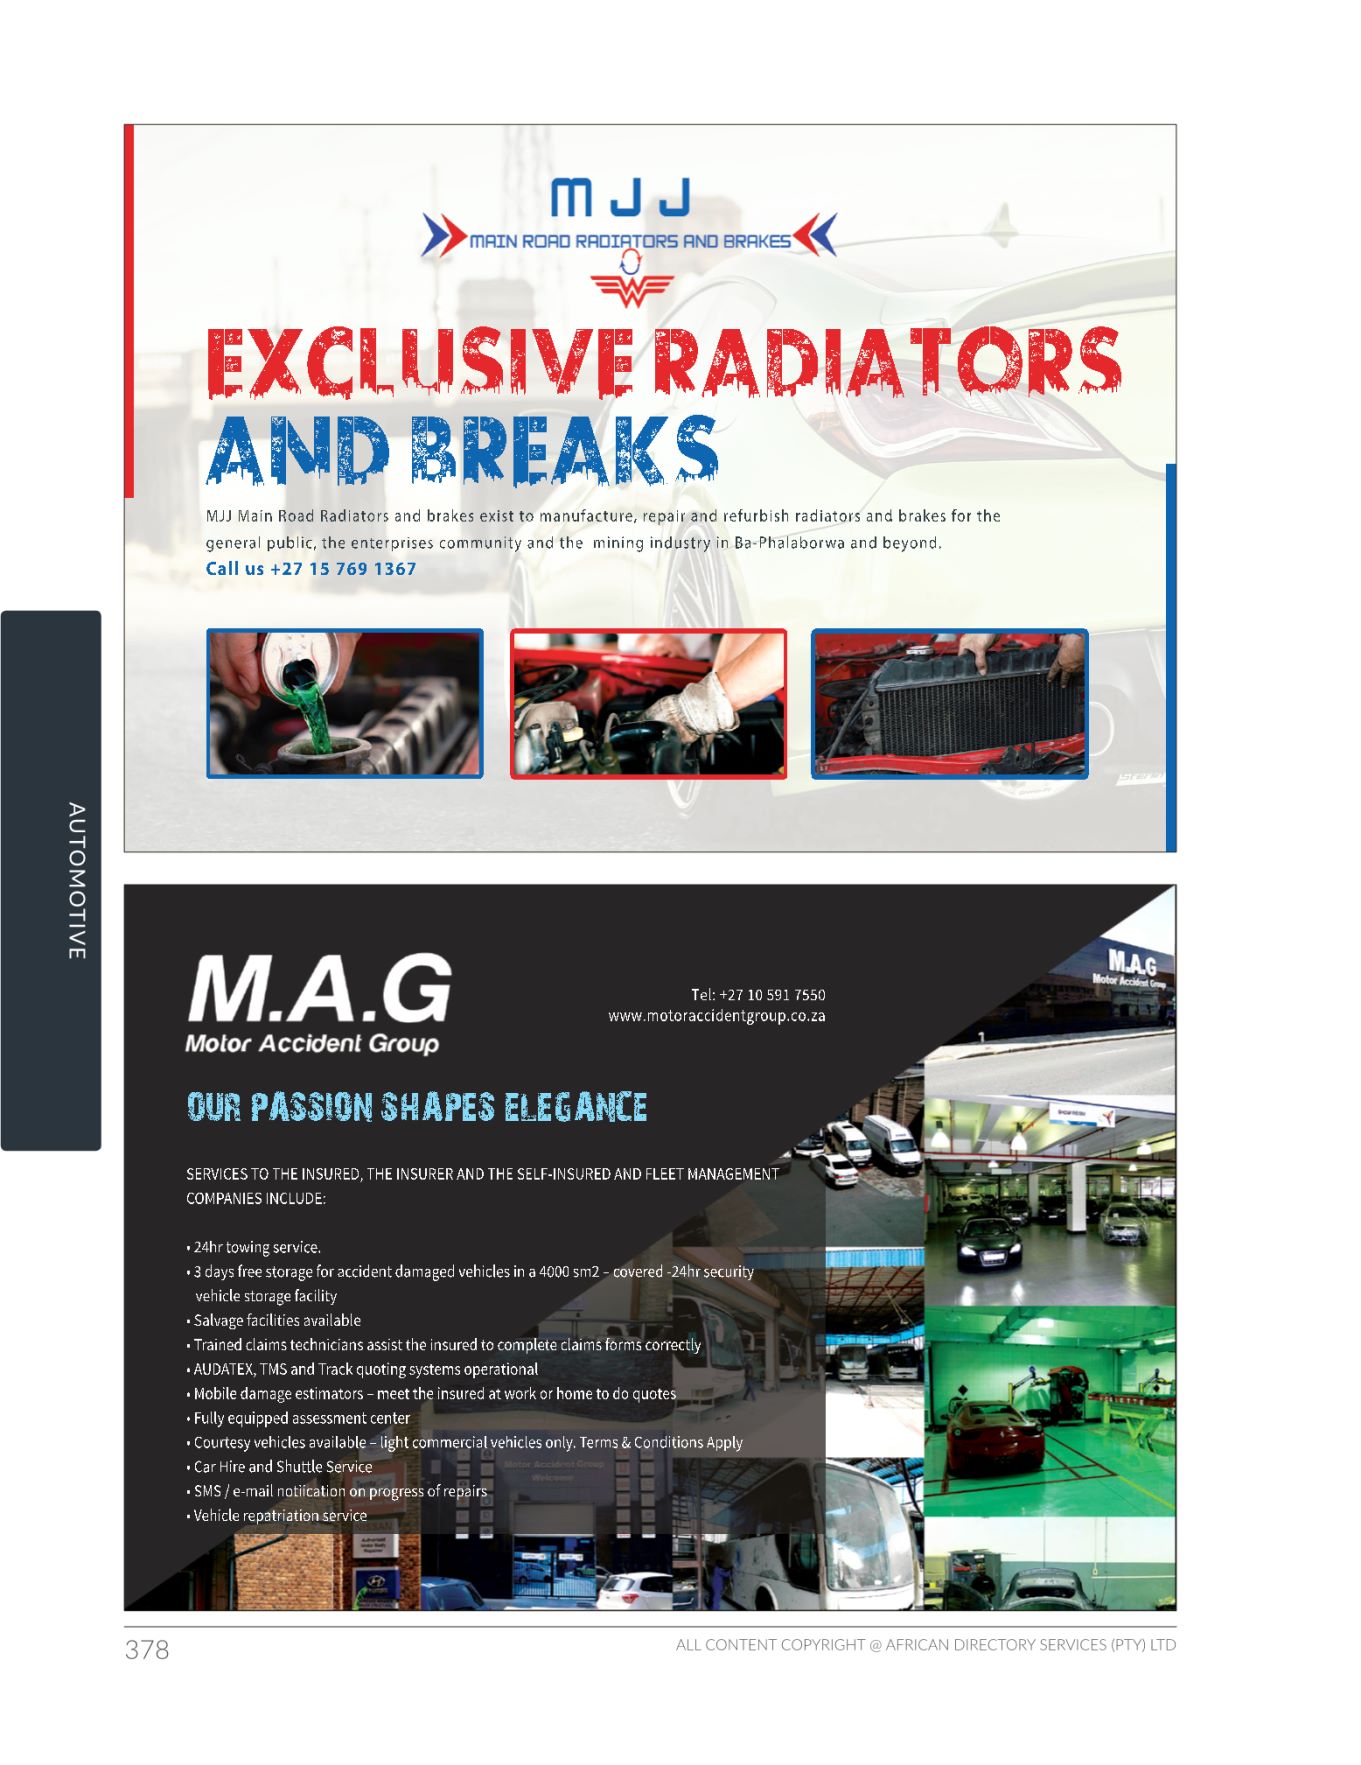 MJJ
MAIN ROAD RADIATORS AND BRAKES
W
EXCLUSIVE RADIATORS
AND BREAKS
MJJ Main Road Radiators and brakes exist to manufacture, repair and refurbish radiators and brakes for the
general public, the enterprises community and the mining industry in Ba-Phalaborwa and beyond.
Call us +27 15 769 1367
AUTOMOTIVE
M.A.G
Motor Accident Group
Tel: +27 10 591 7550
www.motoraccidentgroup.co.za
M.A.G
Motor Accident Group
OUR PASSION SHAPES ELEGANCE
SERVICES TO THE INSURED, THE INSURER AND THE SELF-INSURED AND FLEET MANAGEMENT
COMPANIES INCLUDE:
• 24hr towing service.
• 3 days free storage for accident damaged vehicles in a 4000 sm2 – covered -24hr security
vehicle storage facility
• Salvage facilities available
• Trained claims technicians assist the insured to complete claims forms correctly
• AUDATEX, TMS and Track quoting systems operational
• Mobile damage estimators – meet the insured at work or home to do quotes
• Fully equipped assessment center
• Courtesy vehicles available – light commercial vehicles only. Terms & Conditions Apply
• Car Hire and Shuttle Service
Motor Accident Group
Welcome
• SMS / e-mail notiication on progress of repairs
• Vehicle repatriation service
NISSAN
HYUNDAI
378
ALL CONTENT COPYRIGHT @ AFRICAN DIRECTORY SERVICES (PTY) LTD